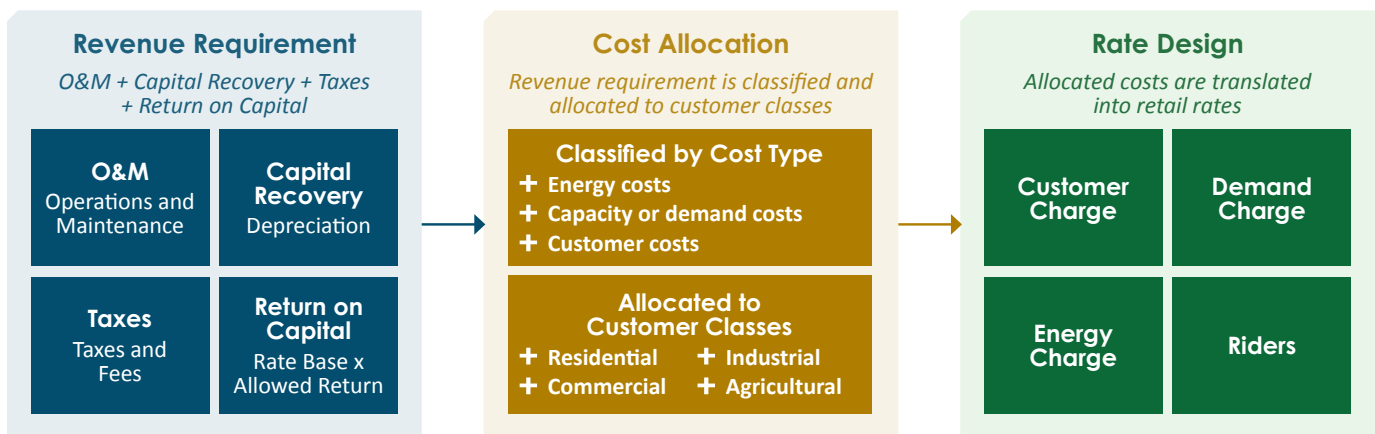 Revenue Requirement
O&M + Capital Recovery + Taxes
+ Return on Capital
O&M
Operations and
Maintenance
Capital
Recovery
Depreciation
Taxes
Taxes and
Fees
Return on
Capital
Rate Base x
Allowed Return
Cost Allocation
Revenue requirement is classified and
allocated to customer classes
Classified by Cost Type
+ Energy costs
+ Capacity or demand costs
+ Customer costs
Allocated to
Customer Classes
+ Residential + Industrial
+ Commercial + Agricultural
Rate Design
Allocated costs are translated
into retail rates
Customer
Charge
Demand
Charge
Energy
Charge
Riders